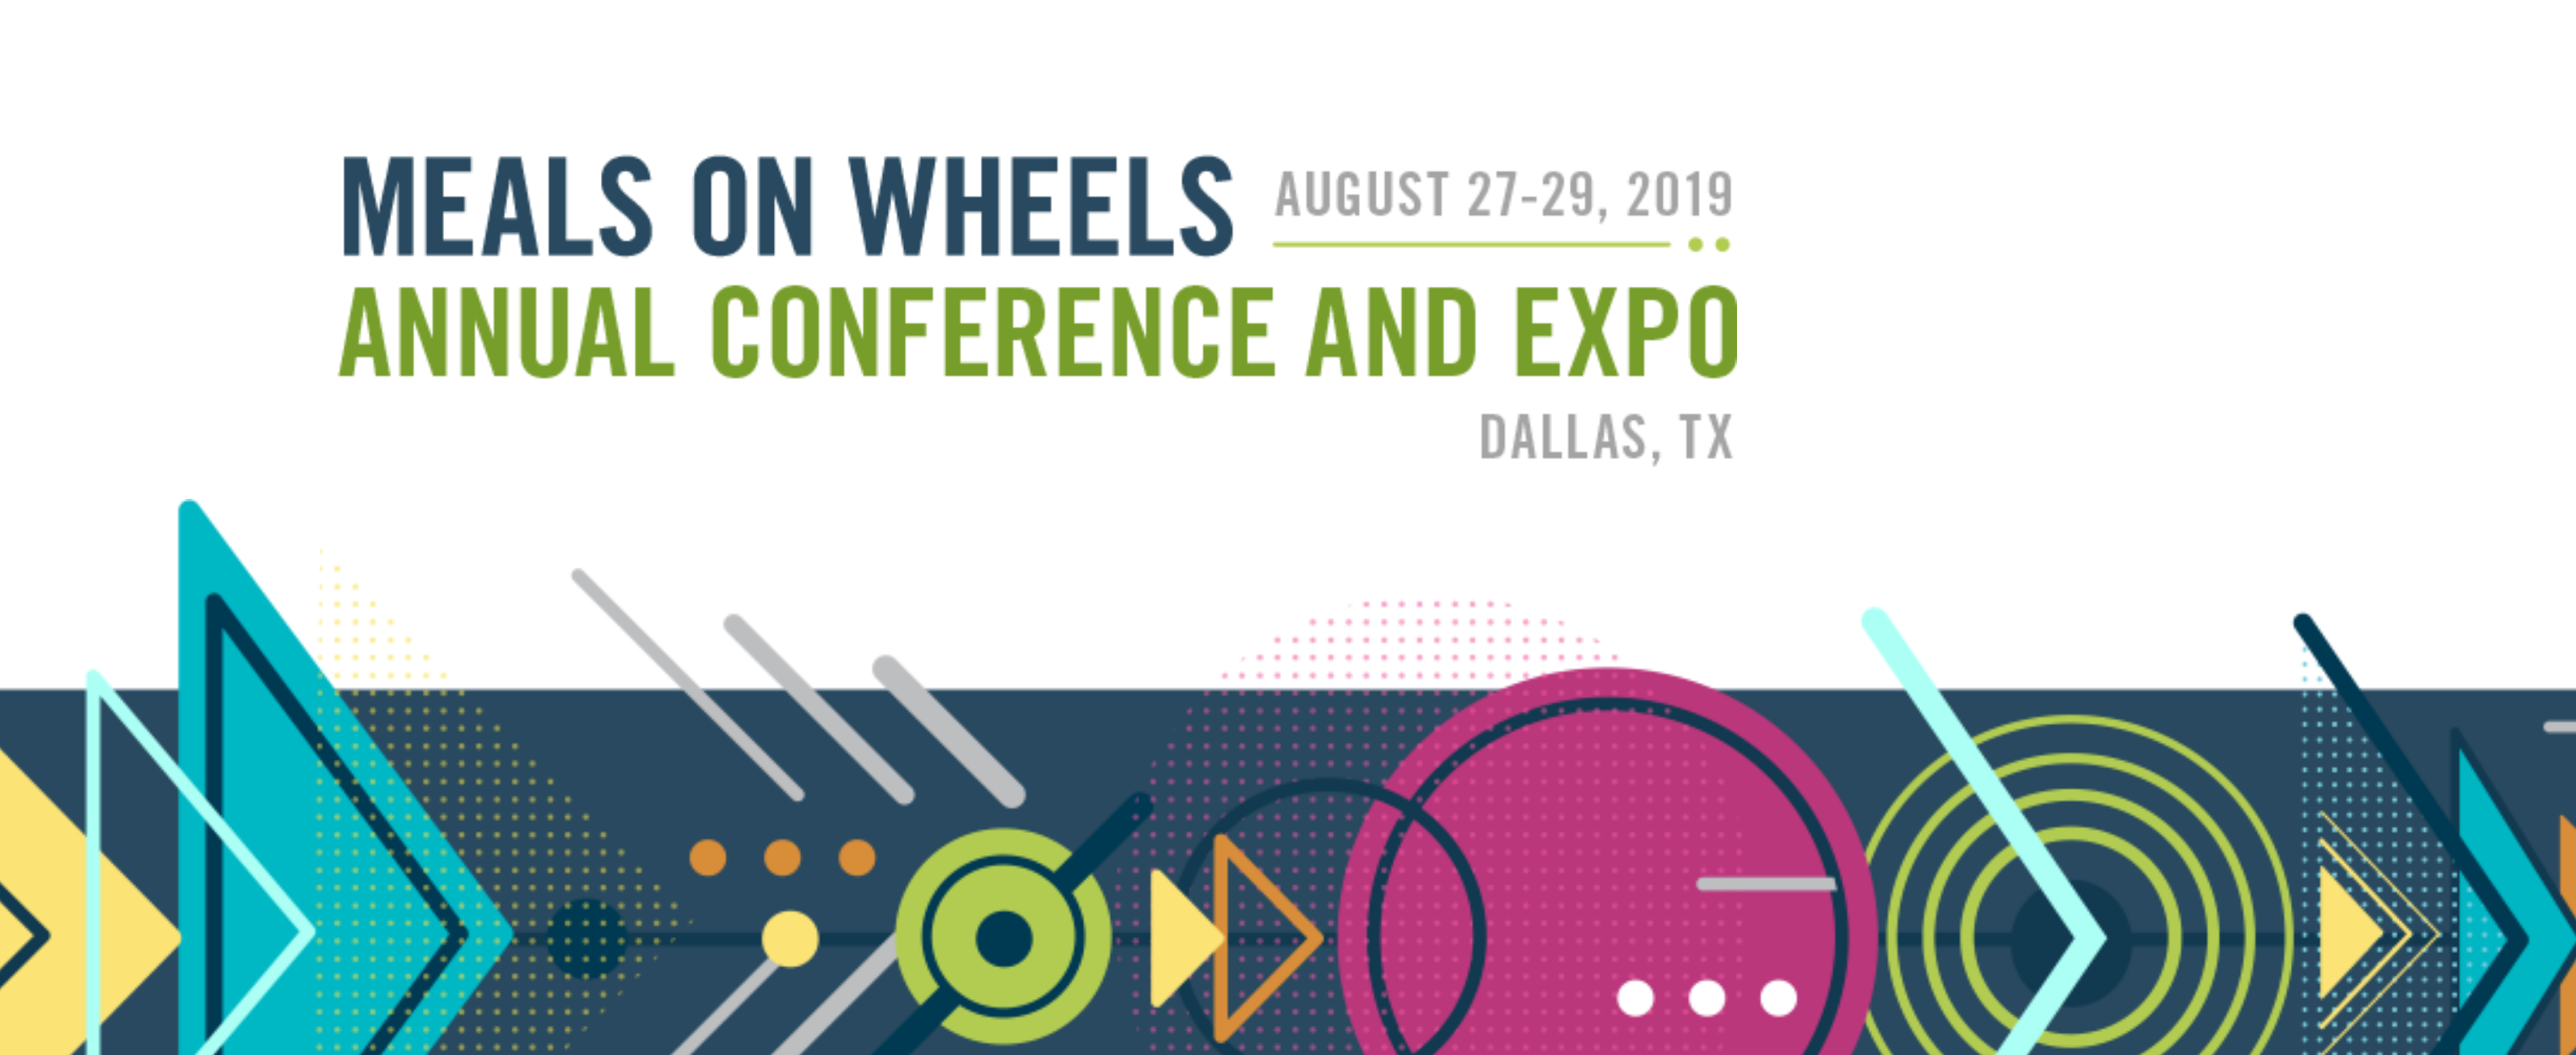 MEALS ON WHEELS
AUGUST 27-29, 2019
ANNUAL CONFERENCE AND EXPO
DALLAS, TX